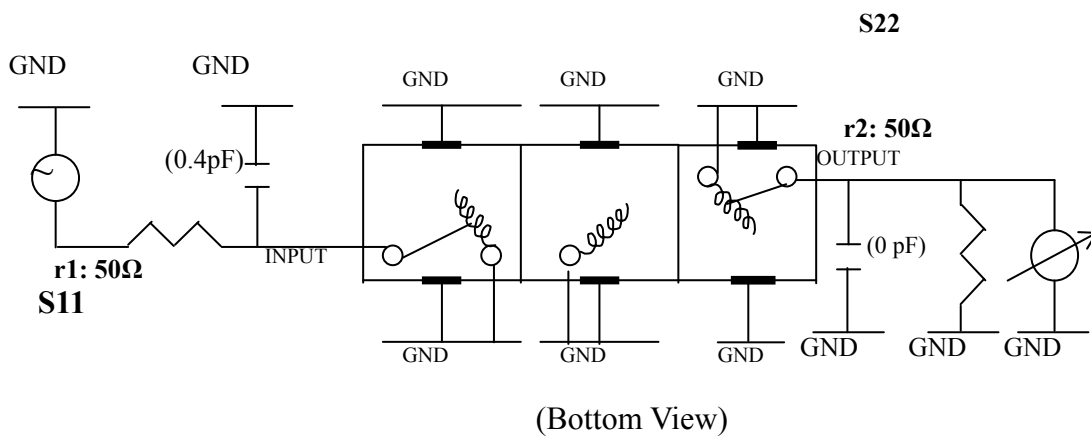 S22
GND
GND
GND
GND
GND
r2: 50Ω
(0.4pF)
OUTPUT
INPUT
(0 pF)
r1: 50Ω
S11
GND
GND
GND
GND
GND
GND
(Bottom View)